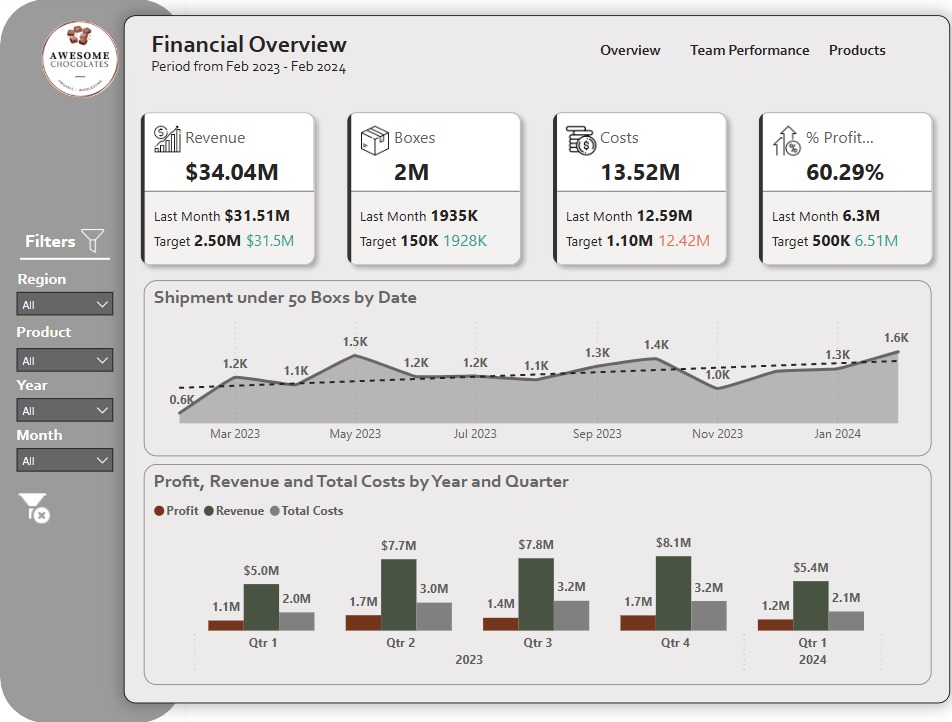 AWESOME
CHOCOLATES
Financial Overview
Period from Feb 2023 - Feb 2024
Overview Team Performance Products
Revenue
$34.04M
Last Month $31.51M
Target 2.50M $31.5M
Boxes
2M
Last Month 1935K
Target 150K 1928K
Costs
13.52M
Last Month 12.59M
Target 1.10M 12.42M
% Profit...
60.29%
Last Month 6.3M
Target 500K 6.51M
Filters
Region
All
Product
All
Year
All
Month
All
Shipment under 50 Boxs by Date
0.6K 1.2K 1.1K 1.5K 1.2K 1.2K 1.1K 1.3K 1.4K 1.0K 1.3K 1.6K
Mar 2023 May 2023 Jul 2023 Sep 2023 Nov 2023 Jan 2024
Profit, Revenue and Total Costs by Year and Quarter
Profit Revenue Total Costs
1.1M $5.0M 2.0M 1.7M $7.7M 3.0M 1.4M $7.8M 3.2M 1.7M $8.1M 3.2M 1.2M $5.4M 2.1M
Qtr 1 Qtr 2 Qtr 3 Qtr 4 Qtr 1
2023 2024